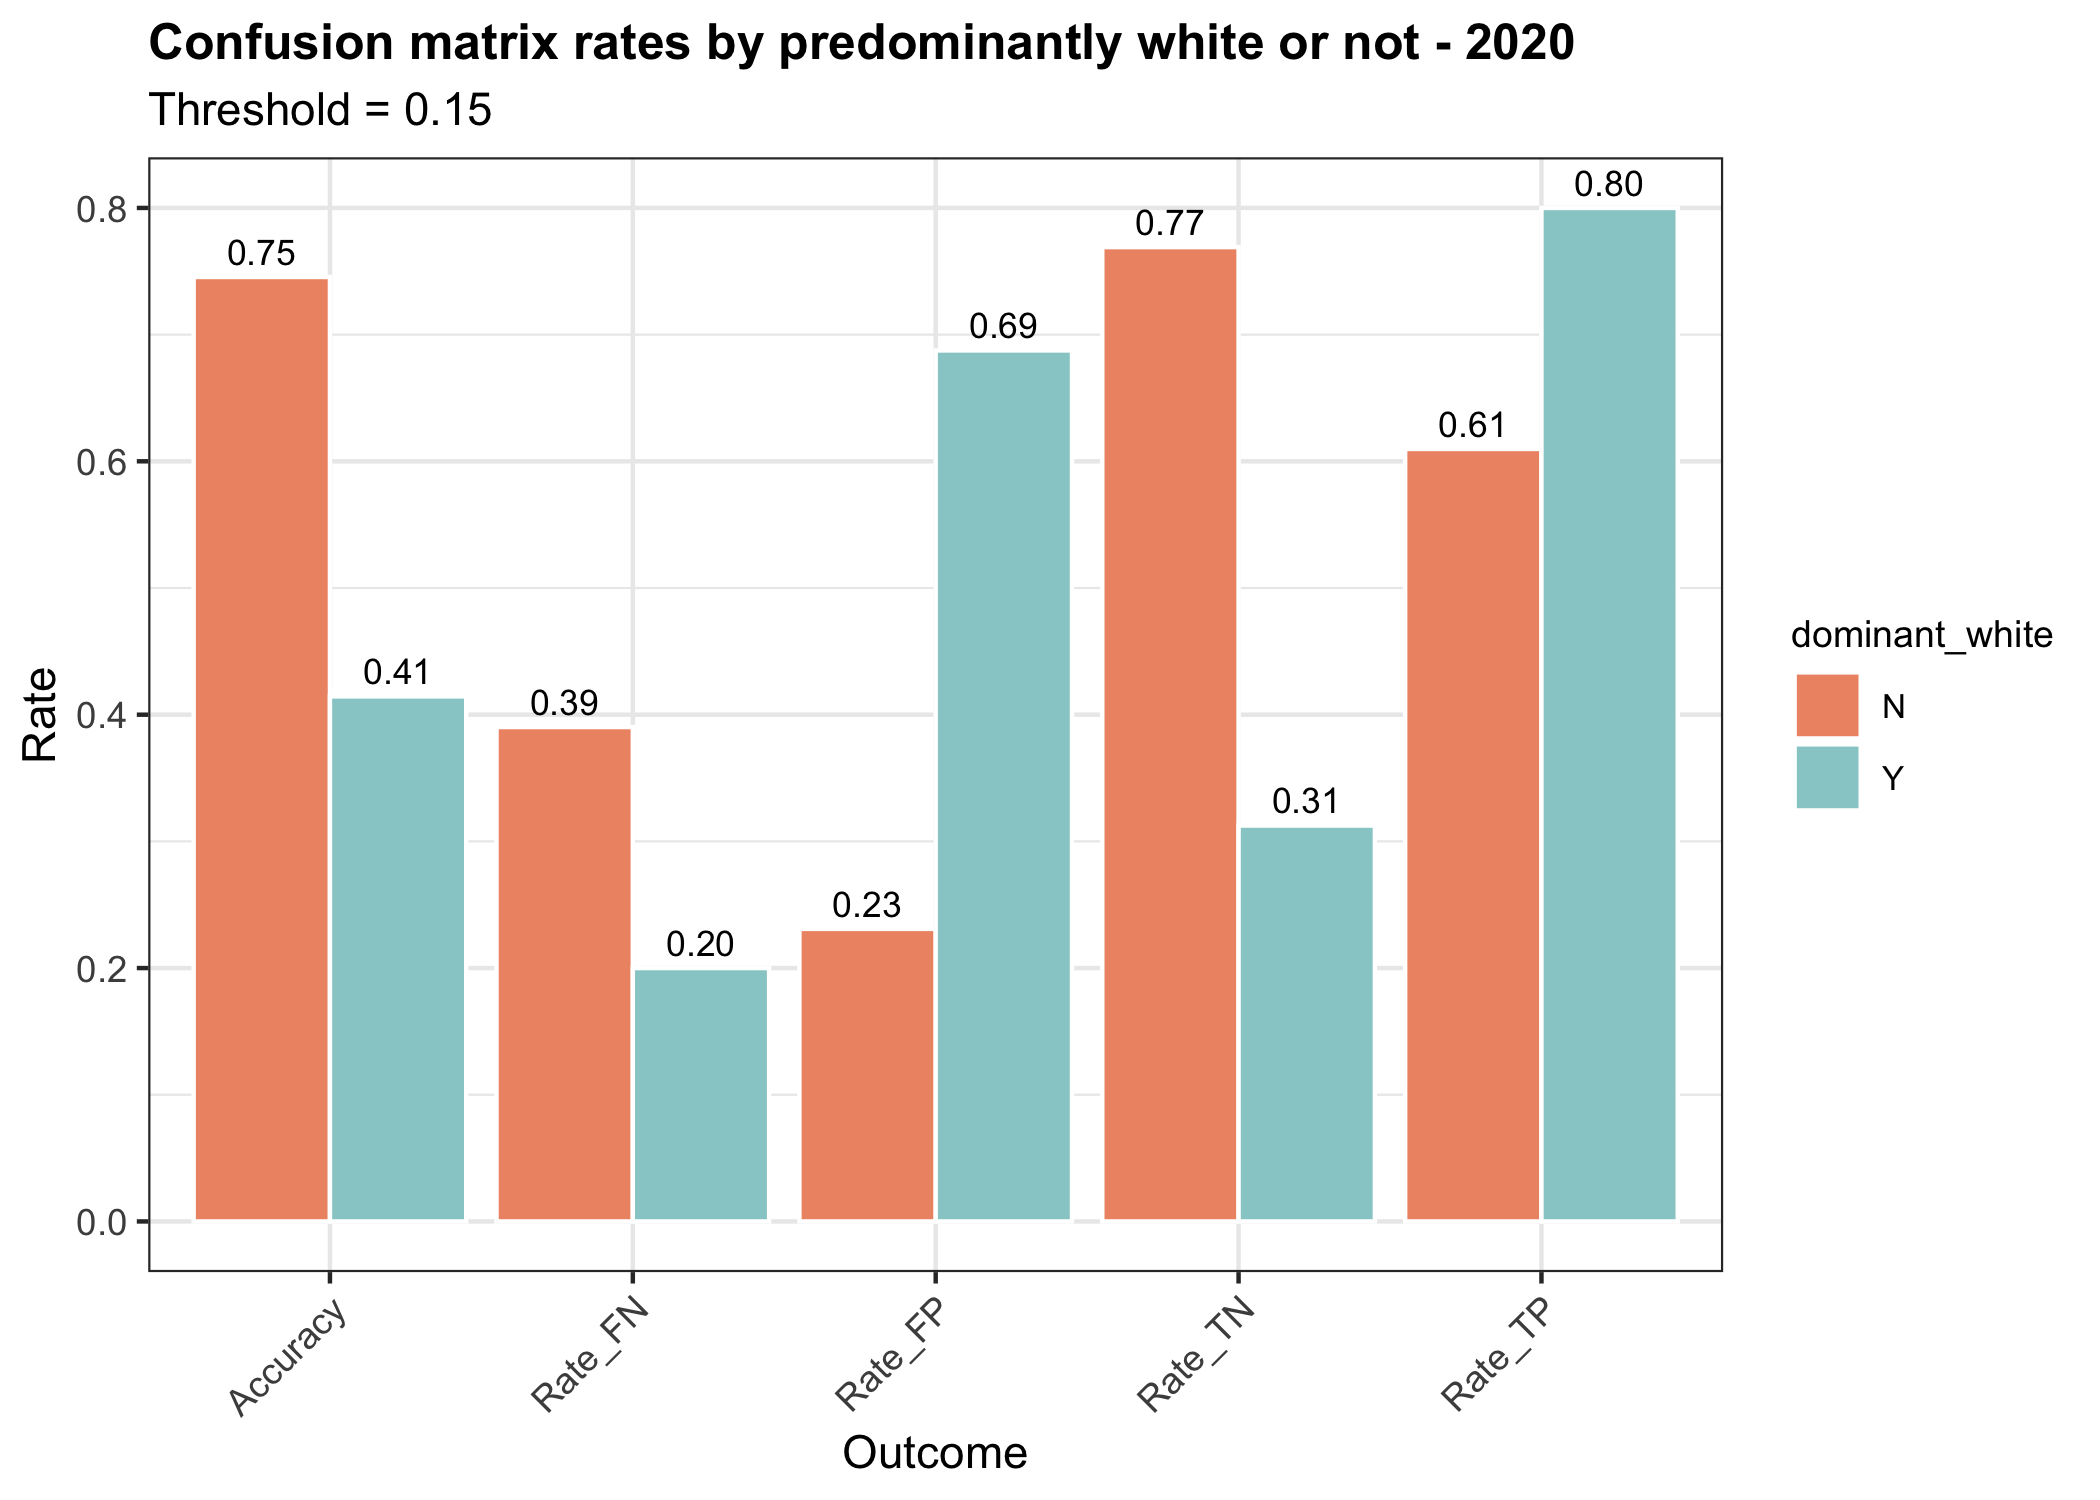 Confusion matrix rates by predominantly white or not - 2020
Threshold = 0.15
Rate
0.8
0.6
0.4
0.2
0.0
0.75
0.41
0.39
0.20
0.23
0.69
0.77
0.31
0.61
0.80
Accuracy
Rate_FN
Rate_FP
Rate_TN
Rate_TP
Outcome
dominant_white
N
Y